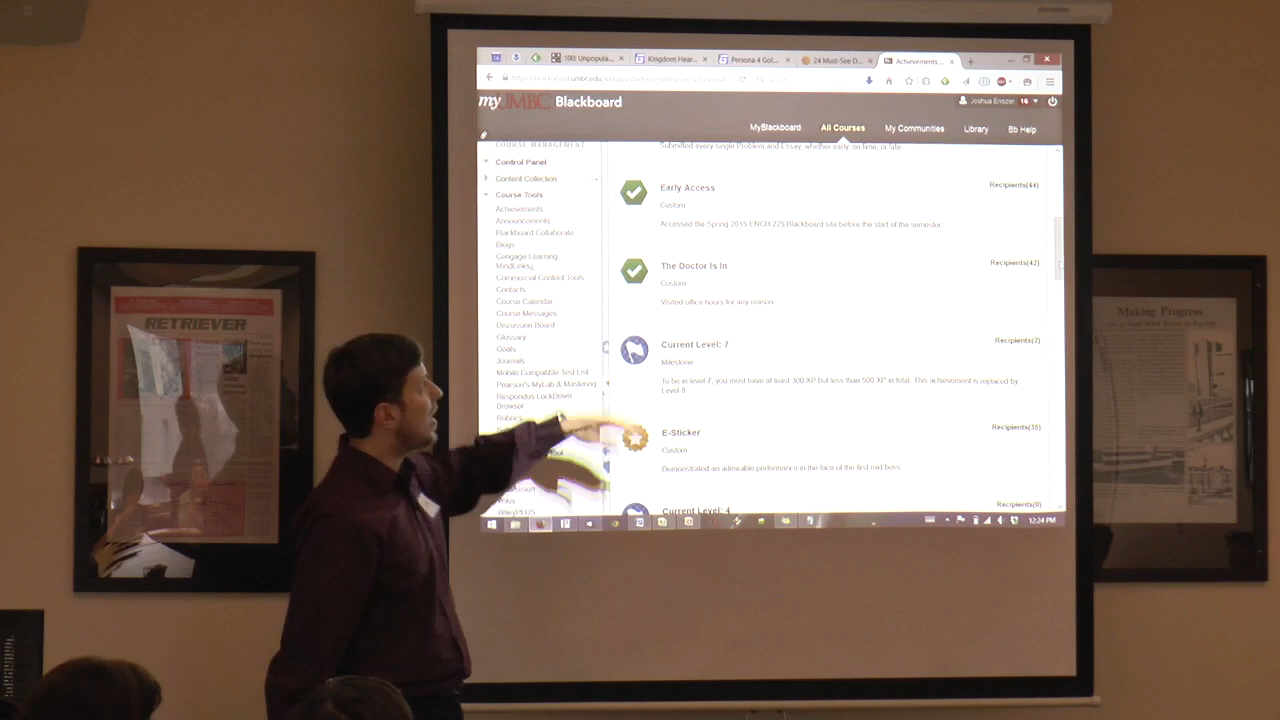 100: Unpopula...
Kingdom Hear...
Persona 4 Gol...
24 Must-See D...
Achievements
myUMBC Blackboard
Joshua Enszer 16
MyBlackboard
All Courses
My Communities
Library
Bb Help
COURSE MANAGEMENT
Control Panel
Content Collection
Course Tools
Achievements
Announcements
Blackboard Collaborate
Blogs
Cengage Learning
MindLinks¿
Commercial Content Tools
Contacts
Course Calendar
Course Messages
Discussion Board
Glossary
Goals
Journals
Mobile Compatible Test List
Pearson's MyLab & Mastering
Respondus LockDown
Browser
Rubrics
Wikis
WileyPLUS
Submitted every single Problem and Essay, whether early, on time, or late
Early Access
Recipients(44)
Custom
Accessed the Spring 2015 ENCH 225 Blackboard site before the start of the semester
The Doctor Is In
Recipients(42)
Custom
Visited office hours for any reason
Current Level: 7
Recipients(2)
Milestone
To be in level 7, you must have at least 300 XP but less than 500 XP in total. This achievement is replaced by
Level 8
E-Sticker
Recipients(35)
Custom
Demonstrated an admirable performance in the face of the first mid boss
Current Level: 4
Recipients(0)
12:24 PM
RETRIEVER
Making Progress